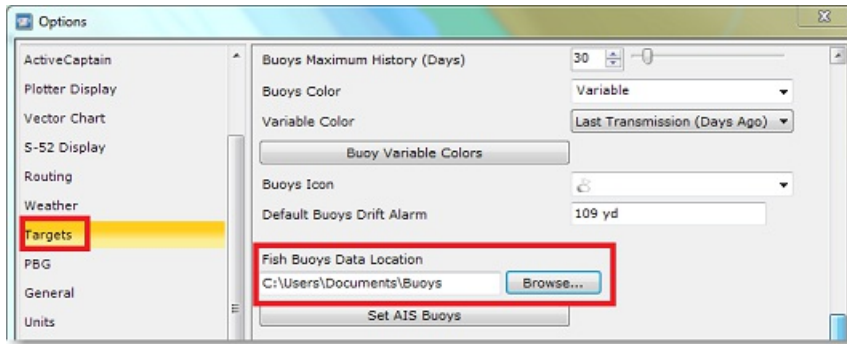 Options
ActiveCaptain
Plotter Display
Vector Chart
S-52 Display
Routing
Weather
Targets
PBG
General
Units
Buoys Maximum History (Days) 30
Buoys Color Variable
Variable Color Last Transmission (Days Ago)
Buoy Variable Colors
Buoys Icon
Default Buoys Drift Alarm 109 yd
Fish Buoys Data Location
C:\Users\Documents\Buoys Browse...
Set AIS Buoys